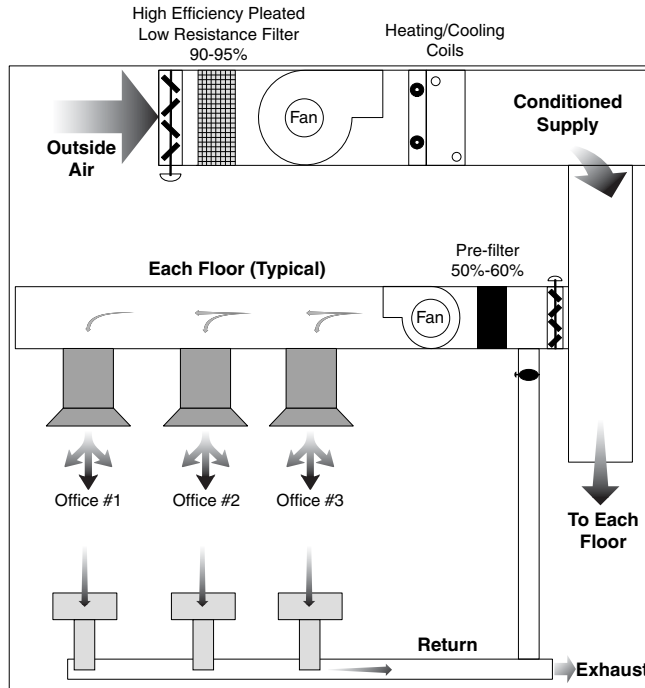 High Efficiency Pleated
Low Resistance Filter
90-95%
Heating/Cooling
Coils
Fan
Outside
Air
Conditioned
Supply
Each Floor (Typical)
Pre-filter
50%-60%
Fan
Office #1
Office #2
Office #3
To Each
Floor
Return
Exhaust